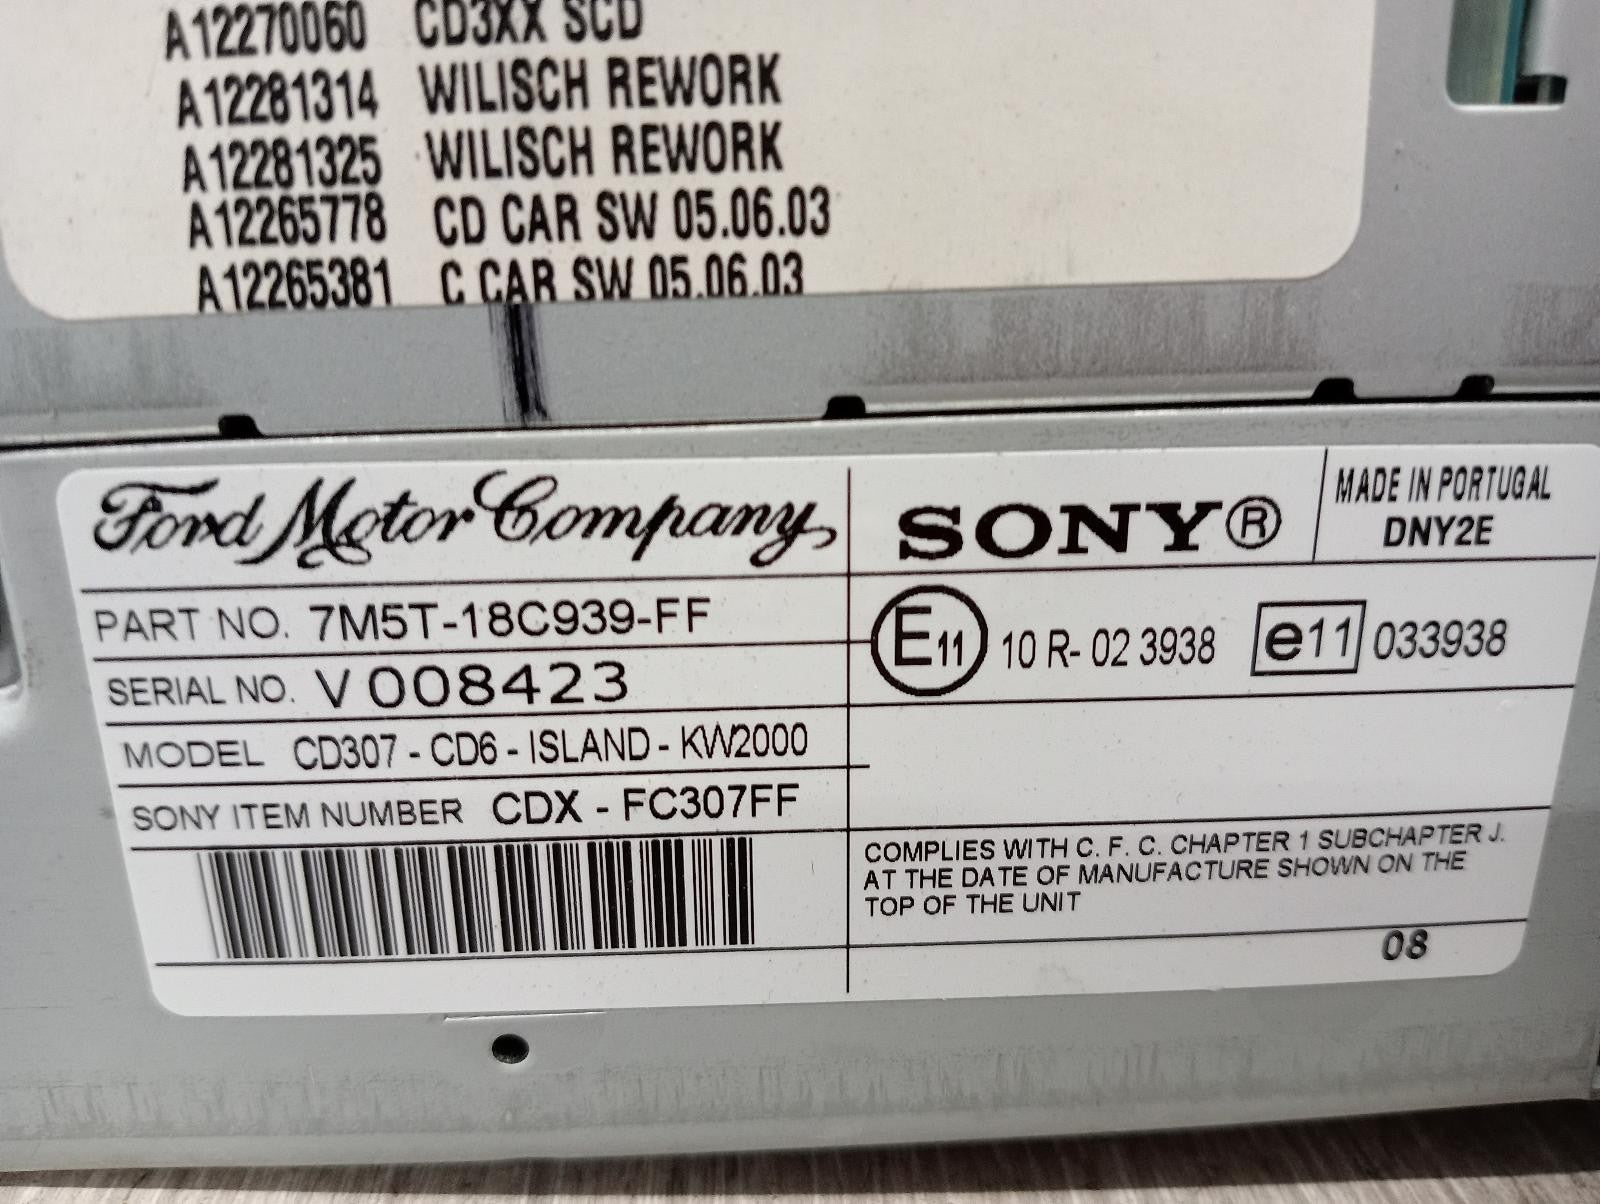 A12270060 CD3XX SCD
A12281314 WILISCH REWORK
A12281325 WILISCH REWORK
A12265778 CD CAR SW 05.06.03
A12265381 C CAR SW 05.06.03
Ford Motor Company
SONY®
MADE IN PORTUGAL
DNY2E
PART NO. 7M5T-18C939-FF
E11 10 R- 02 3938 e11 033938
SERIAL NO. V 008423
MODEL CD307 - CD6 - ISLAND - KW2000
SONY ITEM NUMBER CDX - FC307FF
COMPLIES WITH C. F. C. CHAPTER 1 SUBCHAPTER J.
AT THE DATE OF MANUFACTURE SHOWN ON THE
TOP OF THE UNIT
08